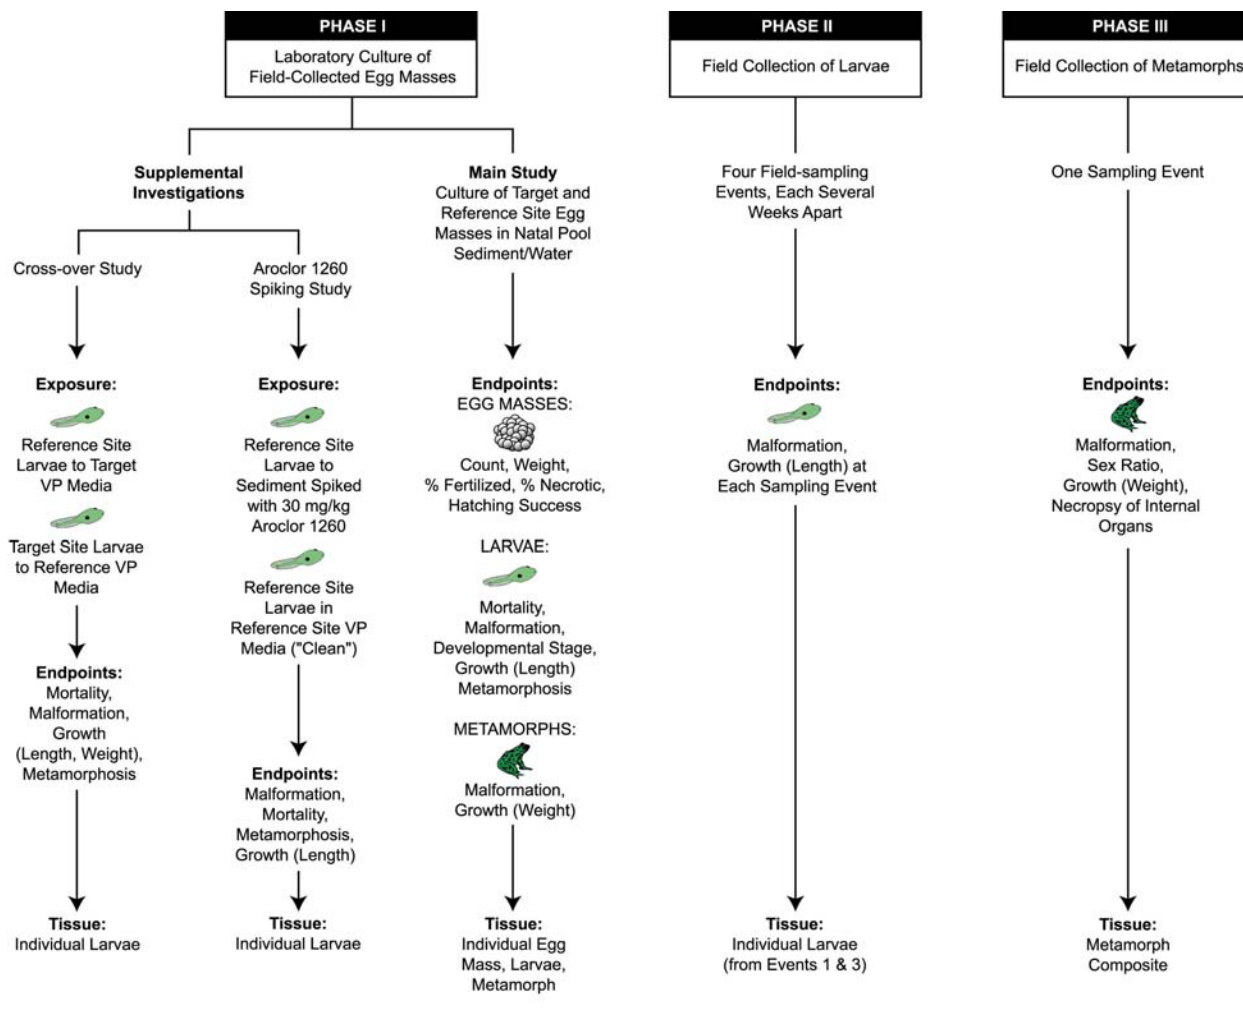 PHASE I
Laboratory Culture of
Field-Collected Egg Masses
Supplemental
Investigations
Cross-over Study
Exposure:
Reference Site
Larvae to Target
VP Media
Target Site Larvae
to Reference VP
Media
Endpoints:
Mortality,
Malformation,
Growth
(Length, Weight),
Metamorphosis
Tissue:
Individual Larvae
Aroclor 1260
Spiking Study
Exposure:
Reference Site
Larvae to
Sediment Spiked
with 30 mg/kg
Aroclor 1260
Reference Site
Larvae in
Reference Site VP
Media ("Clean")
Endpoints:
Malformation,
Mortality,
Metamorphosis,
Growth (Length)
Tissue:
Individual Larvae
Main Study
Culture of Target and
Reference Site Egg
Masses in Natal Pool
Sediment/Water
Endpoints:
EGG MASSES:
Count, Weight,
% Fertilized, % Necrotic,
Hatching Success
LARVAE:
Mortality,
Malformation,
Developmental Stage,
Growth (Length)
Metamorphosis
METAMORPHS:
Malformation,
Growth (Weight)
Tissue:
Individual Egg
Mass, Larvae,
Metamorph
PHASE II
Field Collection of Larvae
Four Field-sampling
Events, Each Several
Weeks Apart
Endpoints:
Malformation,
Growth (Length) at
Each Sampling Event
Tissue:
Individual Larvae
(from Events 1 & 3)
PHASE III
Field Collection of Metamorphs
One Sampling Event
Endpoints:
Malformation,
Sex Ratio,
Growth (Weight),
Necropsy of Internal
Organs
Tissue:
Metamorph
Composite